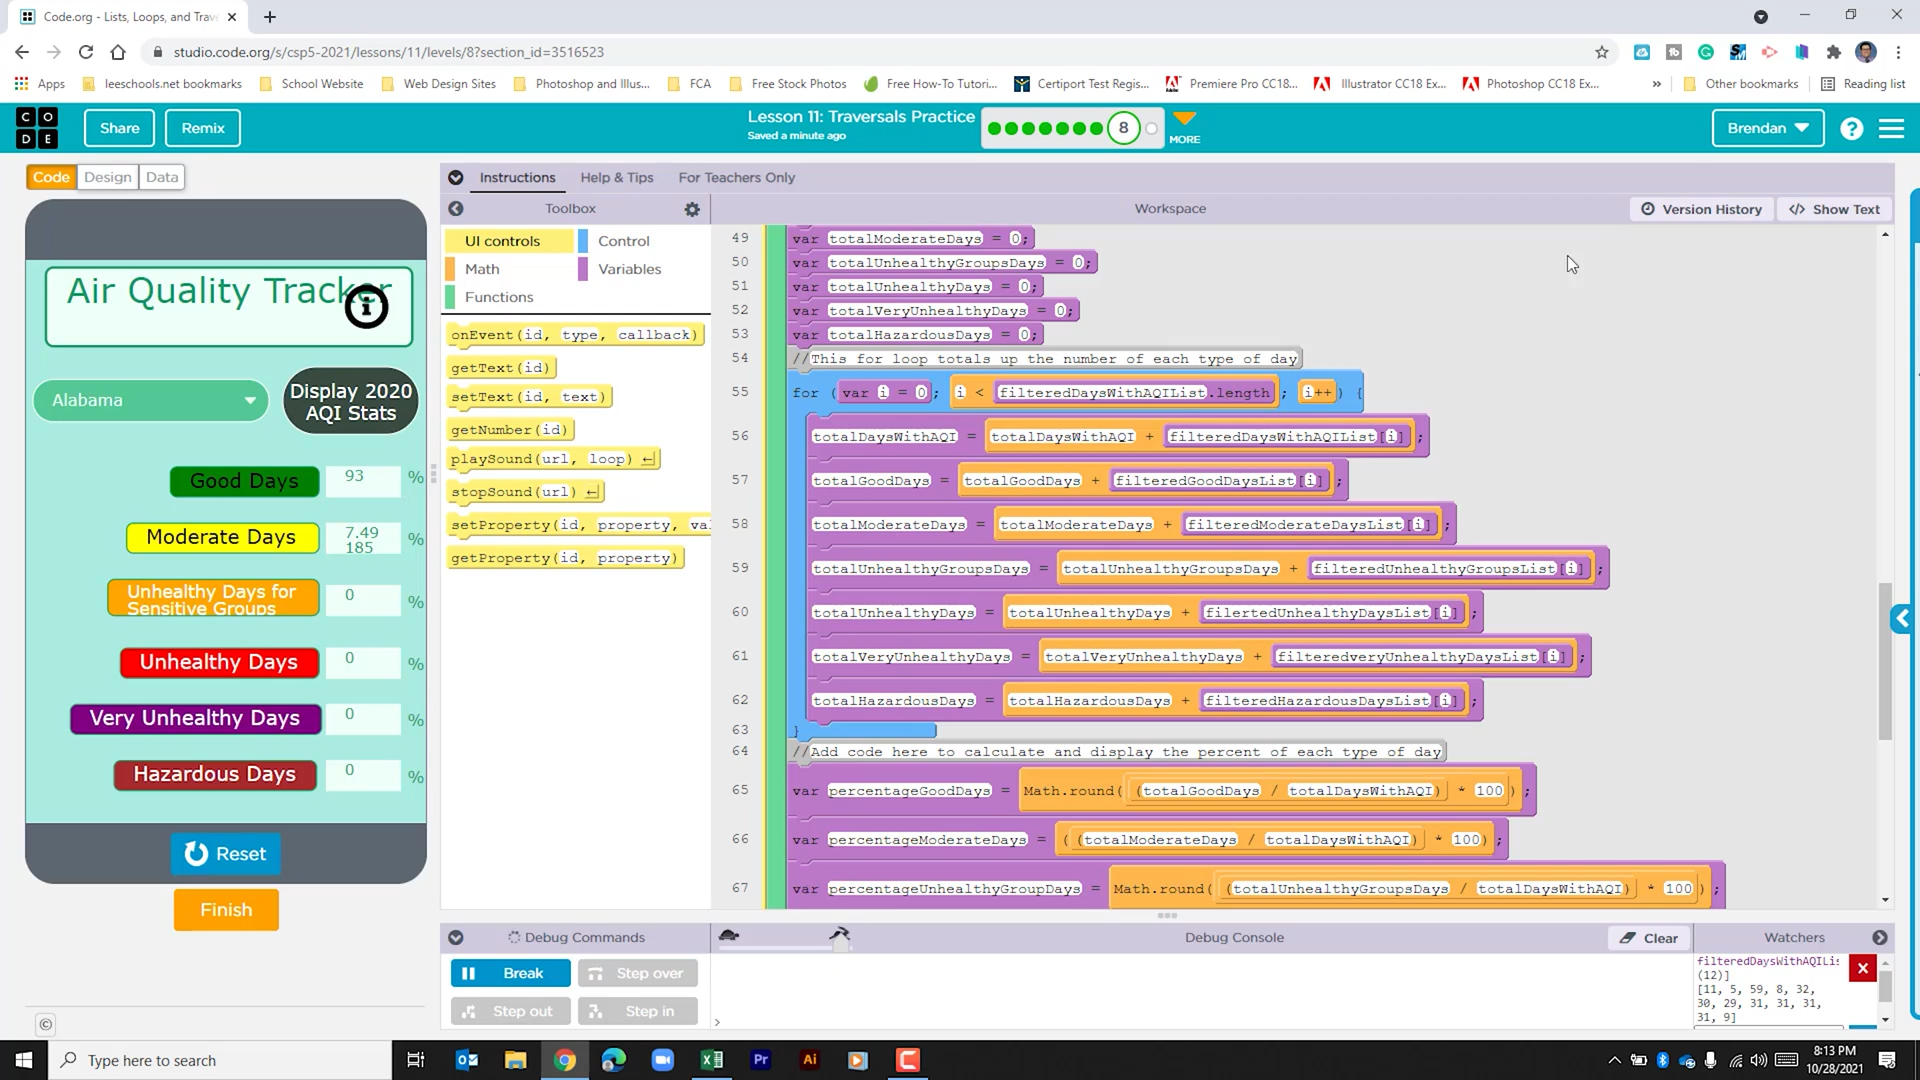 Code.org - Lists, Loops, and Trav
studio.code.org/s/csp5-2021/lessons/11/levels/8?section_id=3516523
Apps leeschools.net bookmarks School Website Web Design Sites Photoshop and Illus... FCA Free Stock Photos Free How-To Tutori... Certiport Test Regis... Premiere Pro CC18... Illustrator CC18 Ex... Photoshop CC18 Ex... » Other bookmarks Reading list
CODE Share Remix Lesson 11: Traversals Practice 8 MORE Brendan ?
Saved a minute ago
Code Design Data Instructions Help & Tips For Teachers Only
Toolbox Workspace Version History </> Show Text
UI controls Control
Math Variables
Functions
onEvent(id, type, callback)
getText(id)
setText(id, text)
getNumber(id)
playSound(url, loop)
stopSound(url)
setProperty(id, property, val
getProperty(id, property)
Air Quality Tracker
Alabama Display 2020
AQI Stats
Good Days 93 %
Moderate Days 7.49
185 %
Unhealthy Days for
Sensitive Groups 0 %
Unhealthy Days 0 %
Very Unhealthy Days 0 %
Hazardous Days 0 %
Reset
Finish
49 var totalModerateDays = 0;
50 var totalUnhealthyGroupsDays = 0;
51 var totalUnhealthyDays = 0;
52 var totalVeryUnhealthyDays = 0;
53 var totalHazardousDays = 0;
54 //This for loop totals up the number of each type of day
55 for (var i = 0; i < filteredDaysWithAQIList.length; i++) {
56 totalDaysWithAQI = totalDaysWithAQI + filteredDaysWithAQIList[i];
57 totalGoodDays = totalGoodDays + filteredGoodDaysList[i];
58 totalModerateDays = totalModerateDays + filteredModerateDaysList[i];
59 totalUnhealthyGroupsDays = totalUnhealthyGroupsDays + filteredUnhealthyGroupsList[i];
60 totalUnhealthyDays = totalUnhealthyDays + filertedUnhealthyDaysList[i];
61 totalVeryUnhealthyDays = totalVeryUnhealthyDays + filteredveryUnhealthyDaysList[i];
62 totalHazardousDays = totalHazardousDays + filteredHazardousDaysList[i];
63 }
64 //Add code here to calculate and display the percent of each type of day
65 var percentageGoodDays = Math.round( (totalGoodDays / totalDaysWithAQI) * 100);
66 var percentageModerateDays = ( (totalModerateDays / totalDaysWithAQI) * 100);
67 var percentageUnhealthyGroupDays = Math.round( (totalUnhealthyGroupsDays / totalDaysWithAQI) * 100);
Debug Commands Debug Console Clear Watchers
Break Step over
Step out Step in
>
filteredDaysWithAQILis
(12)]
[11, 5, 59, 8, 32,
30, 29, 31, 31, 31,
31, 9]
©
Type here to search
8:13 PM
10/28/2021